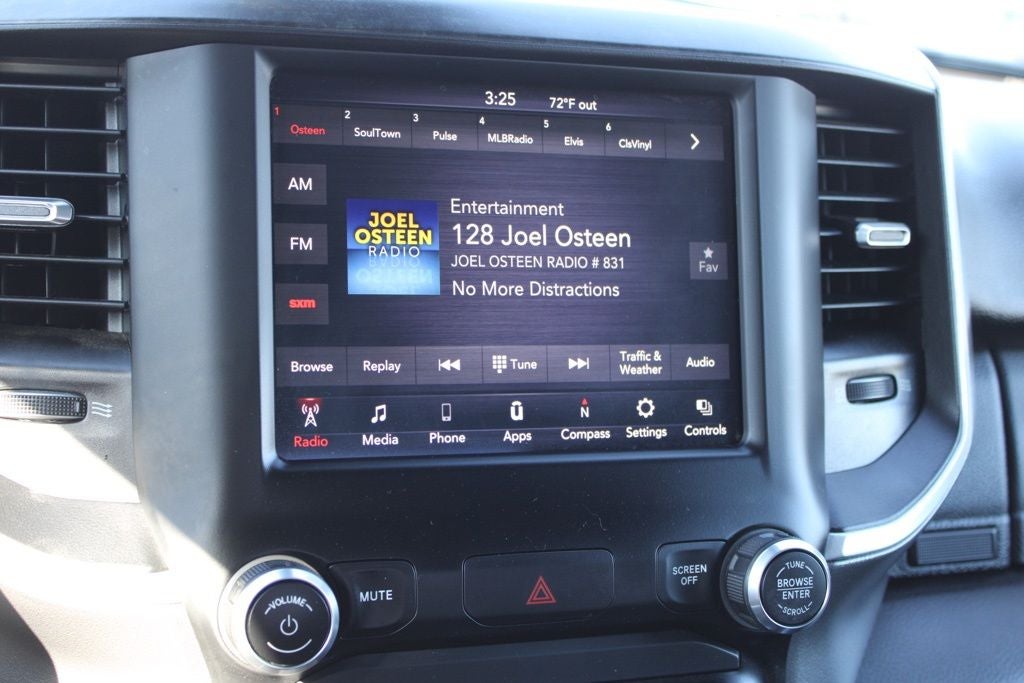 3:25 72°F out
1 Osteen 2 SoulTown 3 Pulse 4 MLBRadio 5 Elvis 6 ClsVinyl
AM
FM
sxm
JOEL
OSTEEN
RADIO
Entertainment
128 Joel Osteen
JOEL OSTEEN RADIO # 831
No More Distractions
Fav
Browse Replay Tune Traffic & Weather Audio
Radio Media Phone Apps N Compass Settings Controls
VOLUME
MUTE
SCREEN
OFF
TUNE
BROWSE
ENTER
SCROLL